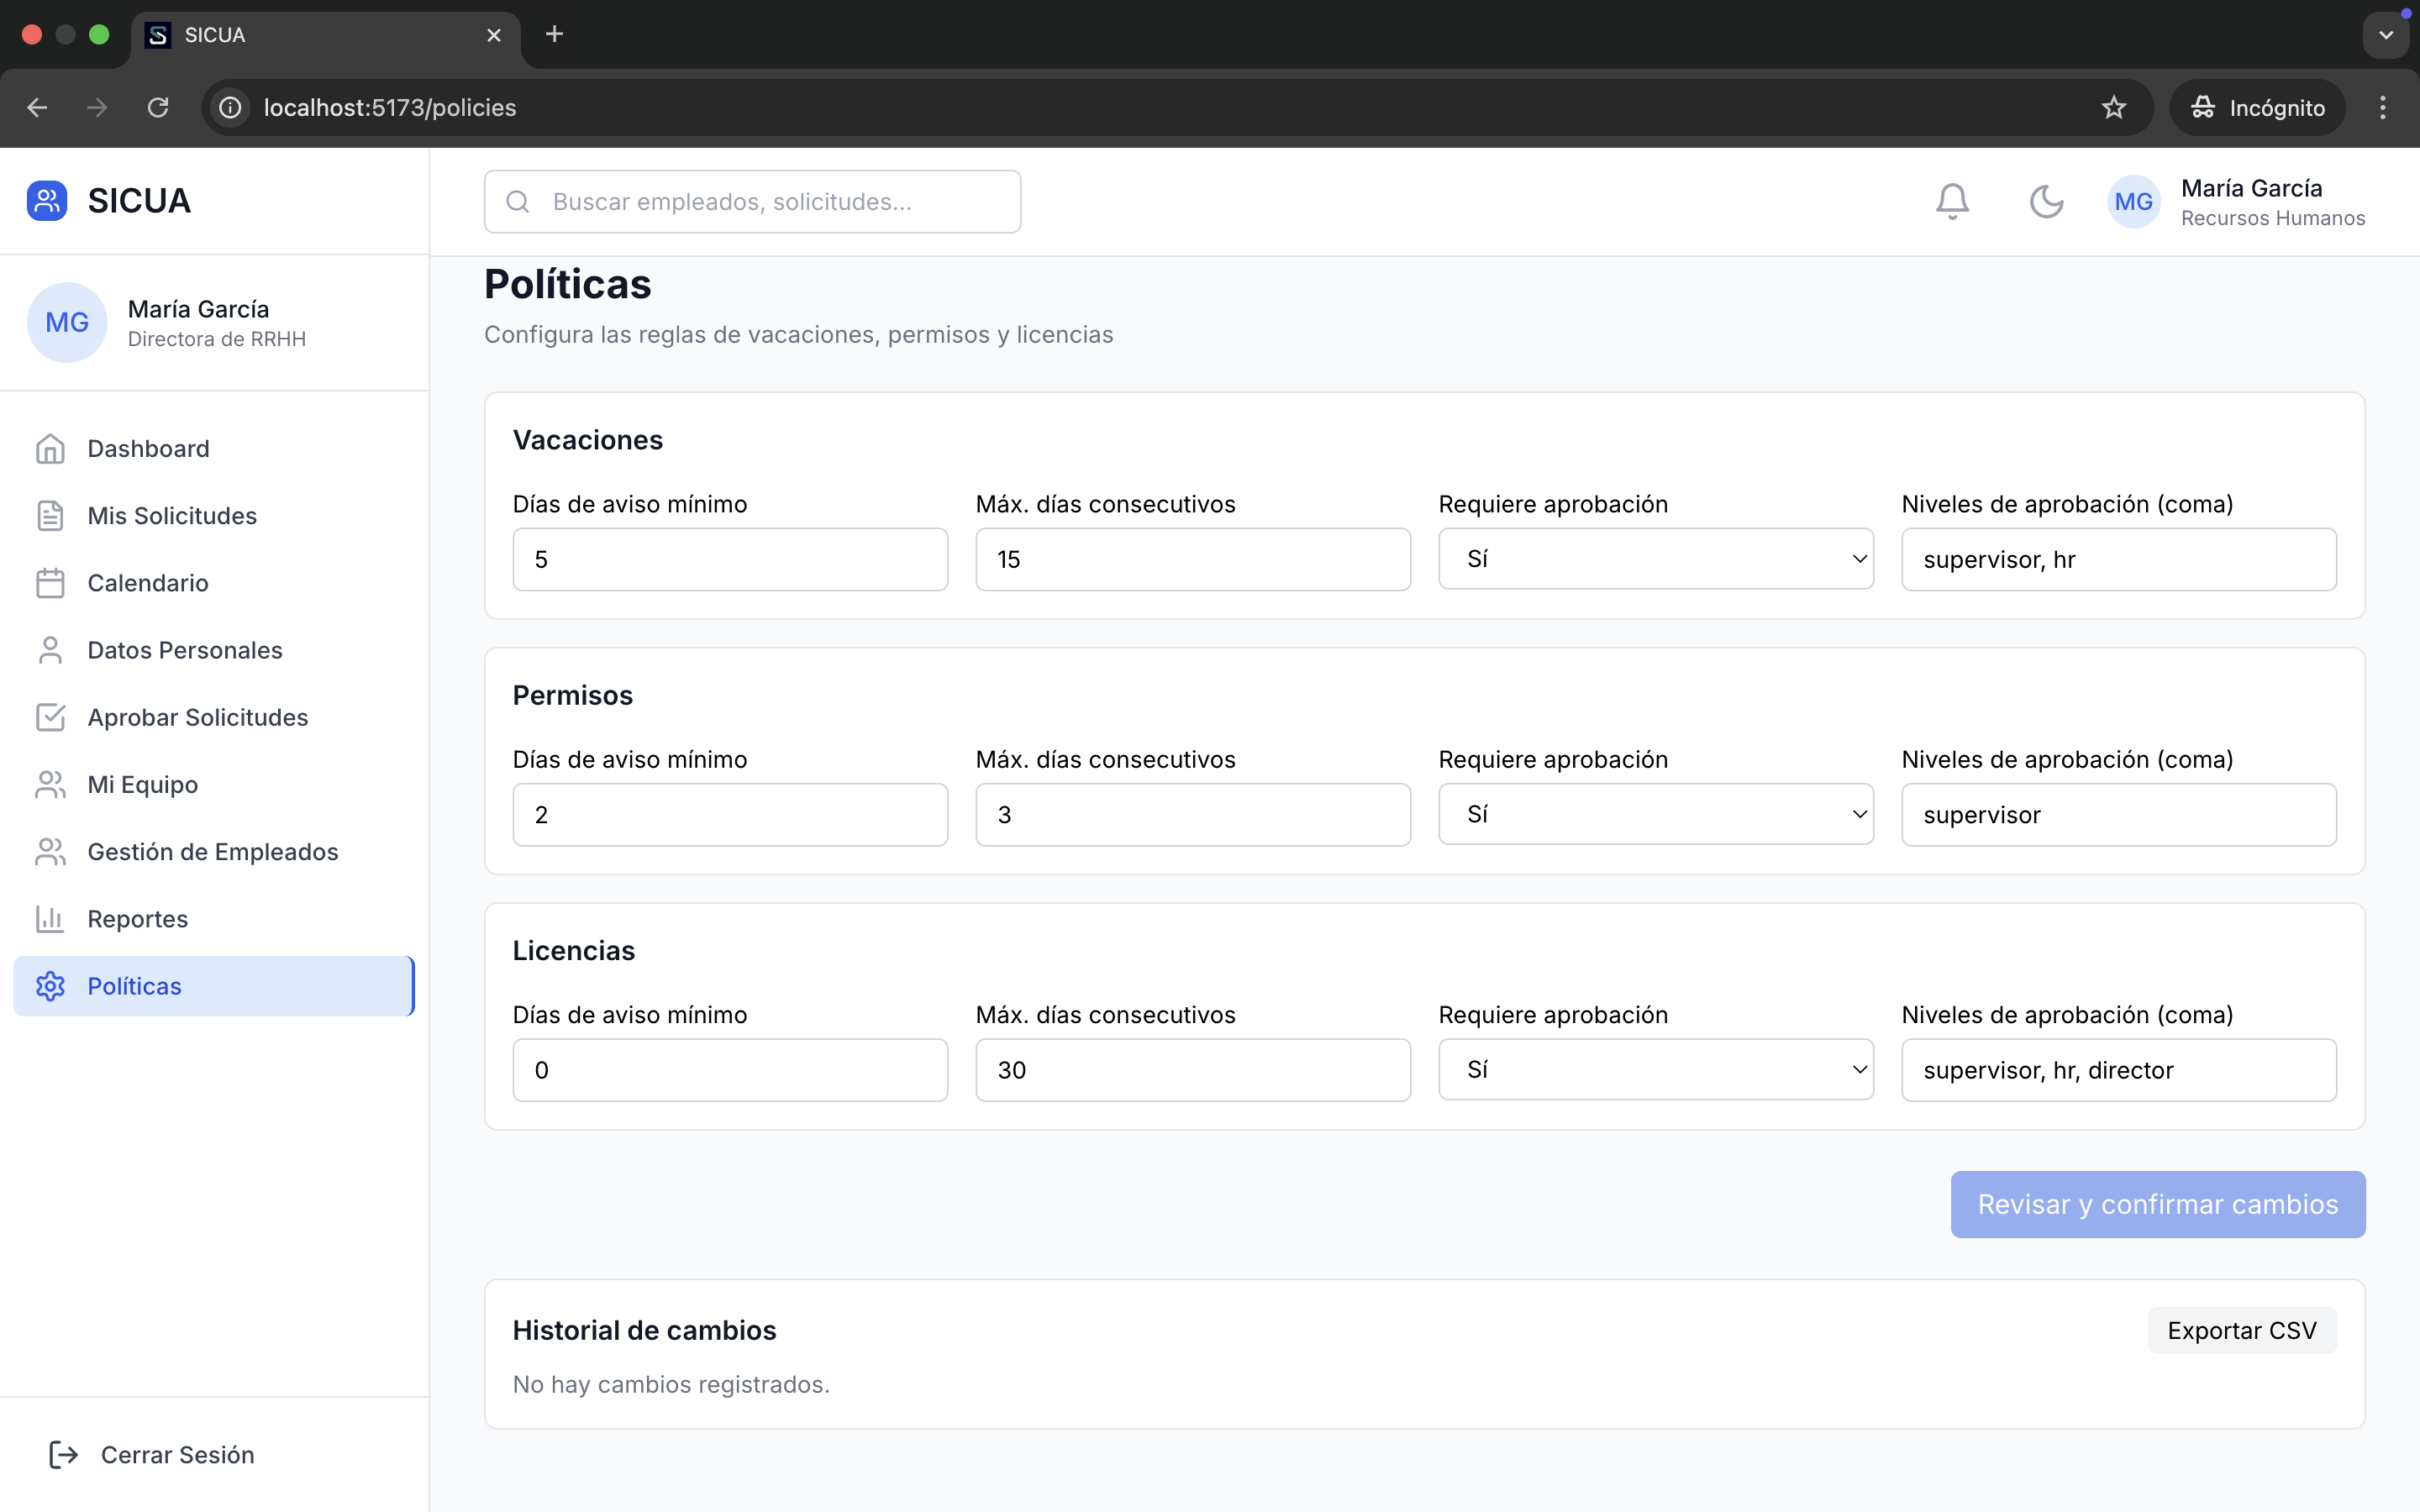 SICUA
localhost:5173/policies
Incógnito
SICUA
Buscar empleados, solicitudes...
MG
María García
Recursos Humanos
MG
María García
Directora de RRHH
Dashboard
Mis Solicitudes
Calendario
Datos Personales
Aprobar Solicitudes
Mi Equipo
Gestión de Empleados
Reportes
Políticas
Cerrar Sesión
Políticas
Configura las reglas de vacaciones, permisos y licencias
Vacaciones
Días de aviso mínimo Máx. días consecutivos Requiere aprobación Niveles de aprobación (coma)
5 15 Sí supervisor, hr
Permisos
Días de aviso mínimo Máx. días consecutivos Requiere aprobación Niveles de aprobación (coma)
2 3 Sí supervisor
Licencias
Días de aviso mínimo Máx. días consecutivos Requiere aprobación Niveles de aprobación (coma)
0 30 Sí supervisor, hr, director
Revisar y confirmar cambios
Historial de cambios
Exportar CSV
No hay cambios registrados.